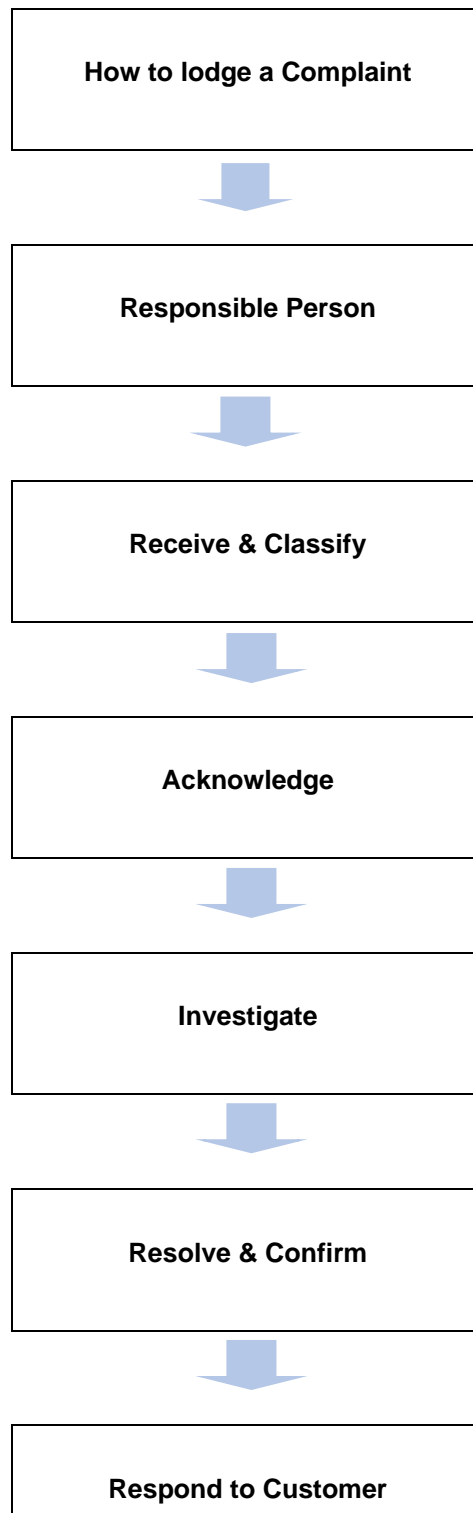 How to lodge a Complaint
Responsible Person
Receive & Classify
Acknowledge
Investigate
Resolve & Confirm
Respond to Customer